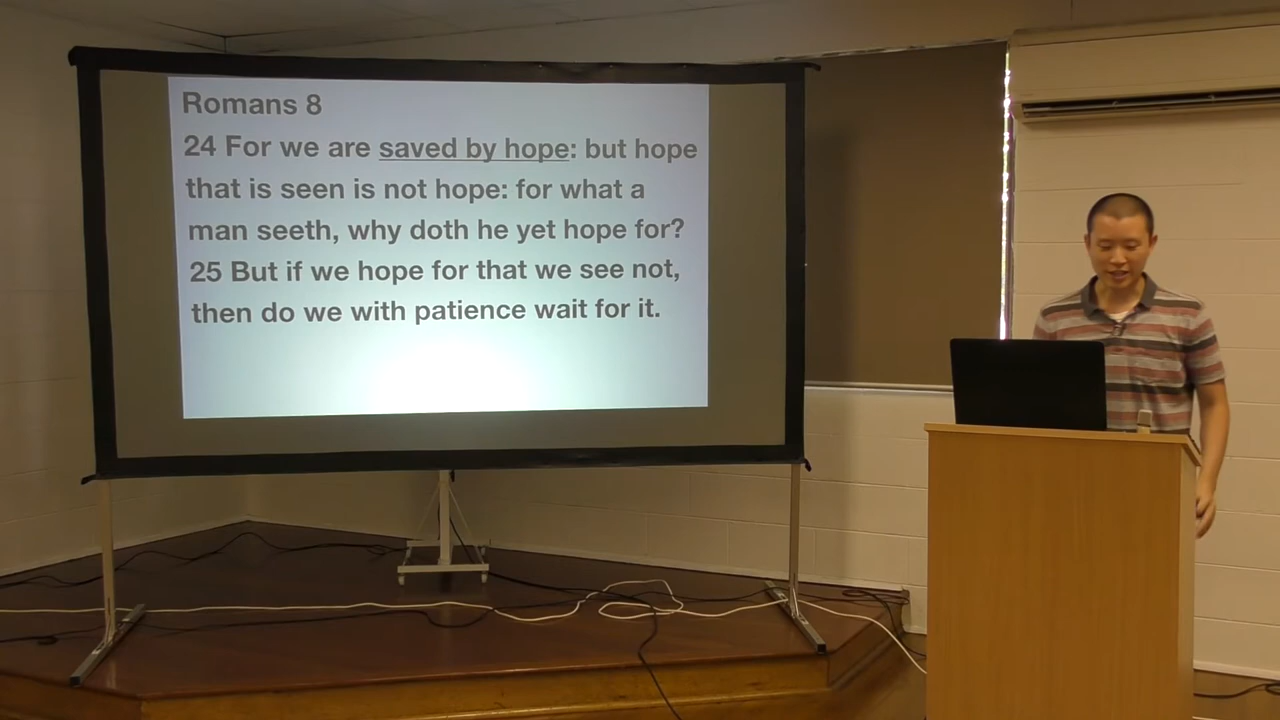 Romans 8
24 For we are saved by hope: but hope
that is seen is not hope: for what a
man seeth, why doth he yet hope for?
25 But if we hope for that we see not,
then do we with patience wait for it.